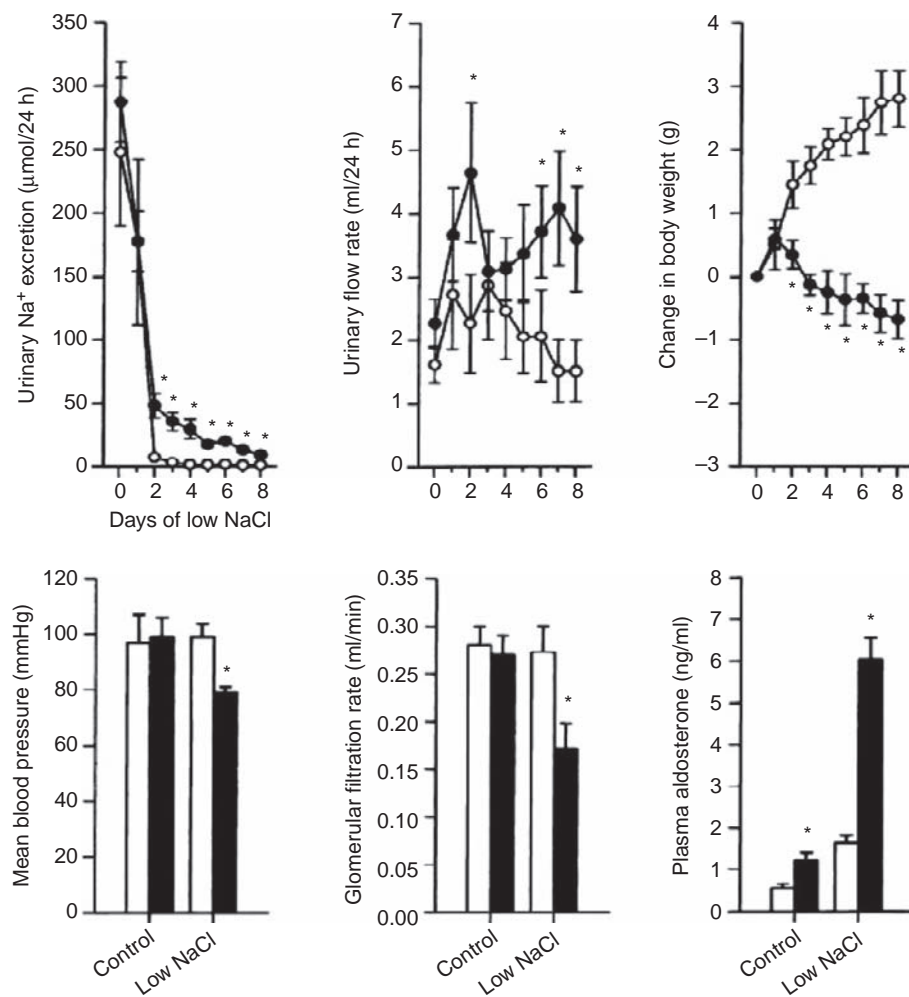 Urinary Na+ excretion (µmol/24 h)
350
300
250
200
150
100
50
0
* * * * * * *
0 2 4 6 8
Days of low NaCl
Urinary flow rate (ml/24 h)
7
6
5
4
3
2
1
0
* * * *
0 2 4 6 8
Change in body weight (g)
4
3
2
1
0
−1
−2
−3
* * * * * * *
0 2 4 6 8
Mean blood pressure (mmHg)
120
100
80
60
40
20
0
*
Control
Low NaCl
Glomerular filtration rate (ml/min)
0.35
0.30
0.25
0.20
0.15
0.10
0.05
0.00
*
Control
Low NaCl
Plasma aldosterone (ng/ml)
8
7
6
5
4
3
2
1
0
* *
Control
Low NaCl